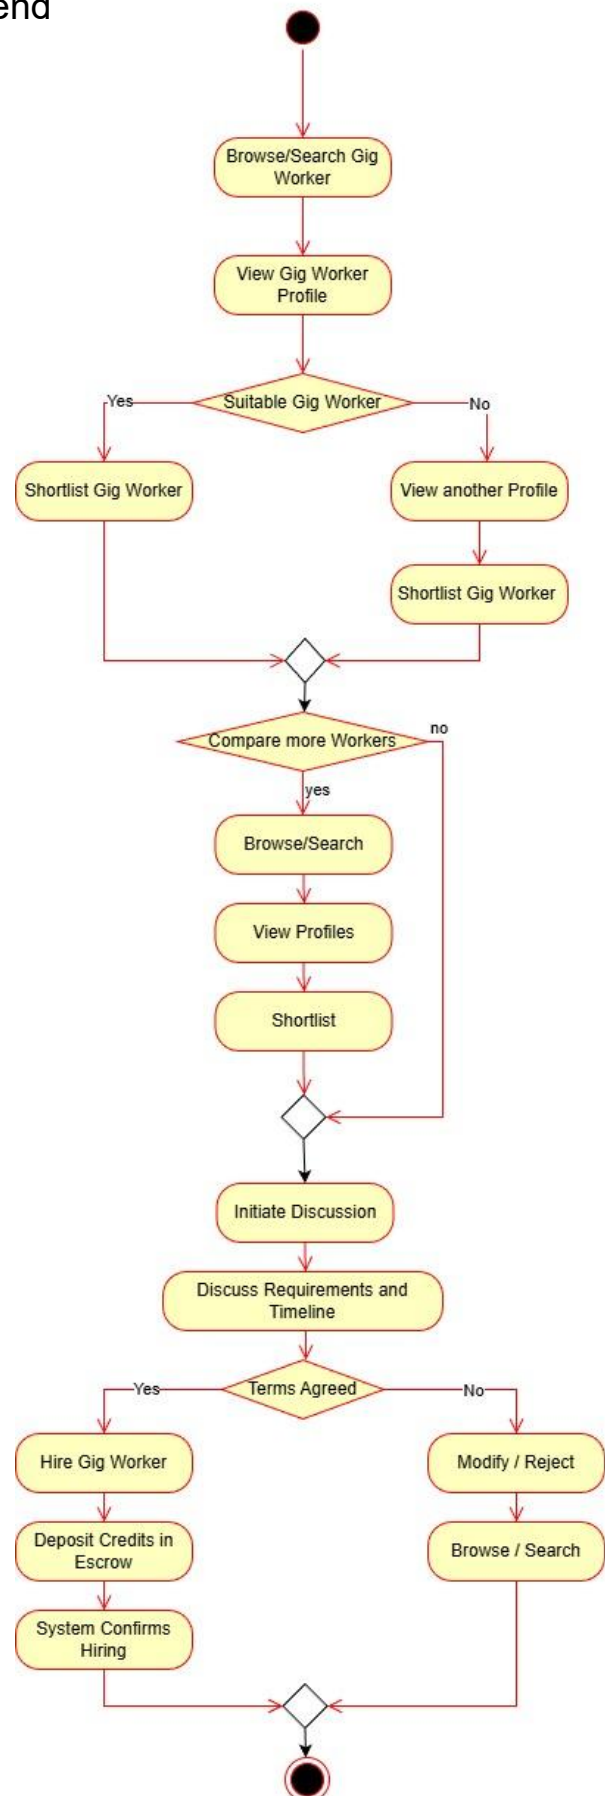 end
Browse/Search Gig
Worker
View Gig Worker
Profile
Suitable Gig Worker
Yes
No
Shortlist Gig Worker
View another Profile
Shortlist Gig Worker
Compare more Workers
no
yes
Browse/Search
View Profiles
Shortlist
Initiate Discussion
Discuss Requirements and
Timeline
Terms Agreed
Yes
No
Hire Gig Worker
Modify / Reject
Deposit Credits in
Escrow
Browse / Search
System Confirms
Hiring